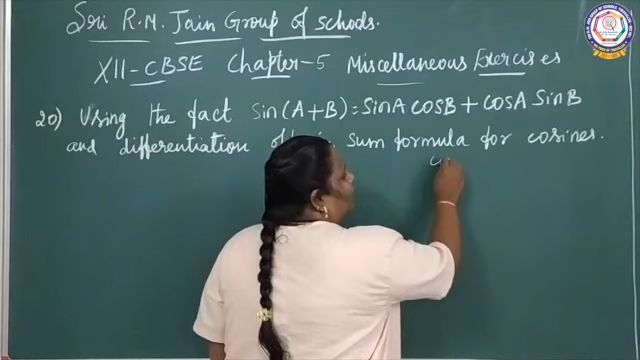 Sri R.M. Jain Group of schools.
XII-CBSE Chapter-5 Miscellaneous Exercises
20) Using the fact Sin(A+B)=SinA COSB + COSA SinB
and differentiation sum formula for cosines.